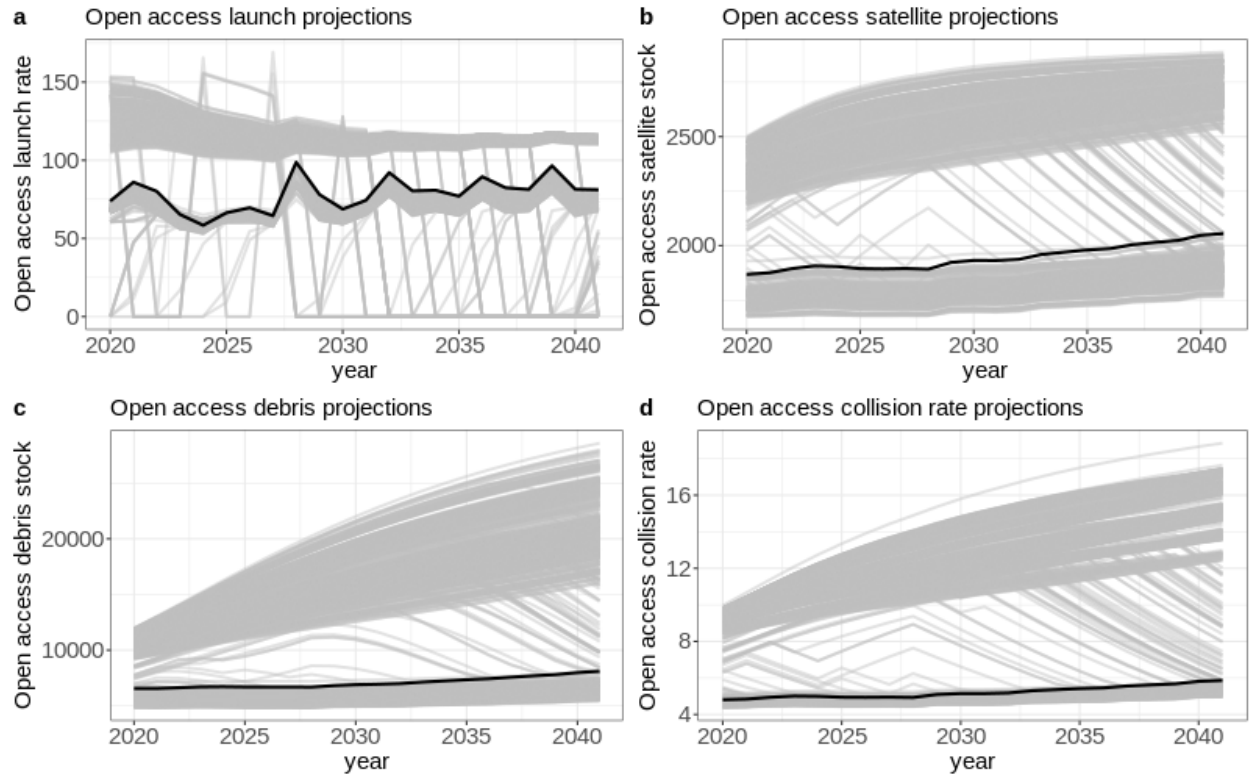 a Open access launch projections
Open access launch rate
150
100
50
0
2020 2025 2030 2035 2040
year
b Open access satellite projections
Open access satellite stock
2500
2000
2020 2025 2030 2035 2040
year
c Open access debris projections
Open access debris stock
20000
10000
2020 2025 2030 2035 2040
year
d Open access collision rate projections
Open access collision rate
16
12
8
4
2020 2025 2030 2035 2040
year